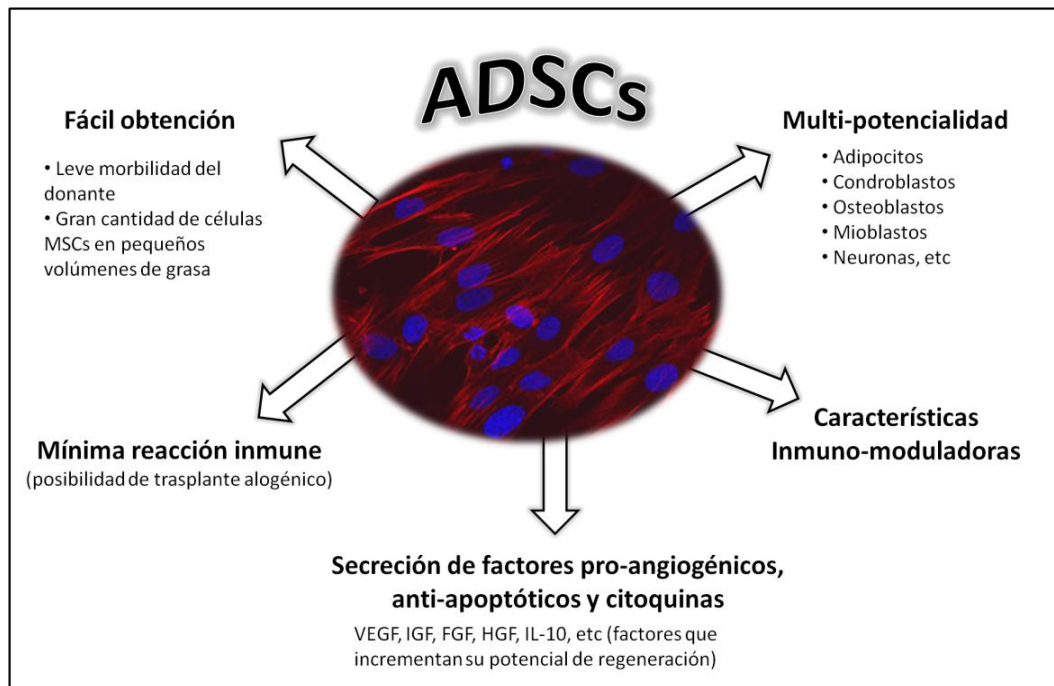 ADSCs
Fácil obtención
• Leve morbilidad del
donante
• Gran cantidad de células
MSCs en pequeños
volúmenes de grasa
Multi-potencialidad
• Adipocitos
• Condroblastos
• Osteoblastos
• Mioblastos
• Neuronas, etc
Mínima reacción inmune
(posibilidad de trasplante alogénico)
Características
Inmuno-moduladoras
Secreción de factores pro-angiogénicos,
anti-apoptóticos y citoquinas
VEGF, IGF, FGF, HGF, IL-10, etc (factores que
incrementan su potencial de regeneración)